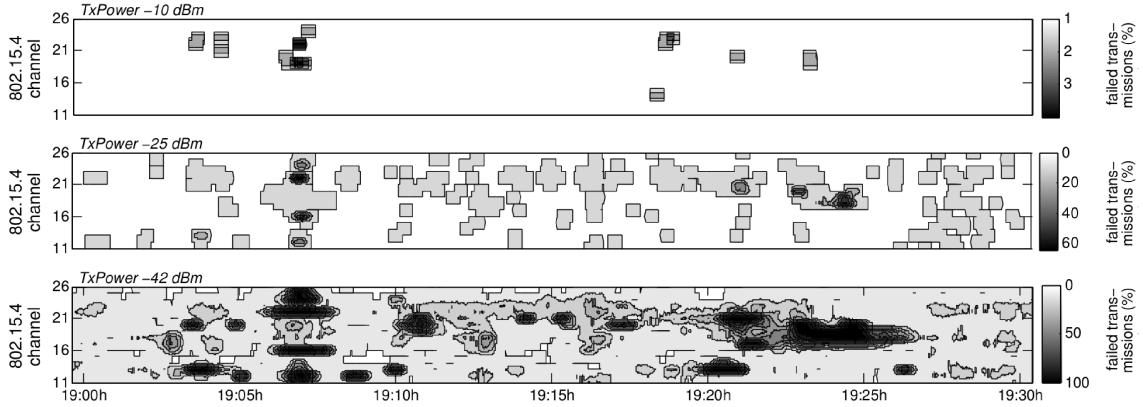 TxPower −10 dBm
26
21
16
11
802.15.4
channel
1
2
3
failed trans−
missions (%)
TxPower −25 dBm
26
21
16
11
802.15.4
channel
0
20
40
60
failed trans−
missions (%)
TxPower −42 dBm
26
21
16
11
802.15.4
channel
0
50
100
failed trans−
missions (%)
19:00h 19:05h 19:10h 19:15h 19:20h 19:25h 19:30h